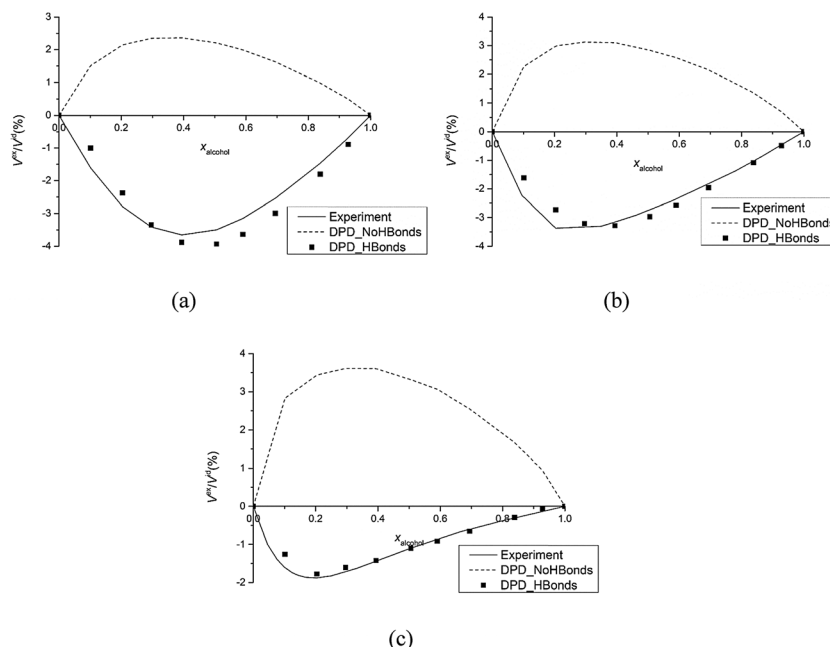 3
2
1
0
-1
-2
-3
-4
0.0
0.2
0.4
0.6
0.8
1.0
xalcohol
Vex/Vid(%)
Experiment
DPD_NoHBonds
DPD_HBonds
(a)
4
3
2
1
0
-1
-2
-3
-4
0.0
0.2
0.4
0.6
0.8
1.0
xalcohol
Vex/Vid(%)
Experiment
DPD_NoHBonds
DPD_HBonds
(b)
4
3
2
1
0
-1
-2
0.0
0.2
0.4
0.6
0.8
1.0
xalcohol
Vex/Vid(%)
Experiment
DPD_NoHBonds
DPD_HBonds
(c)